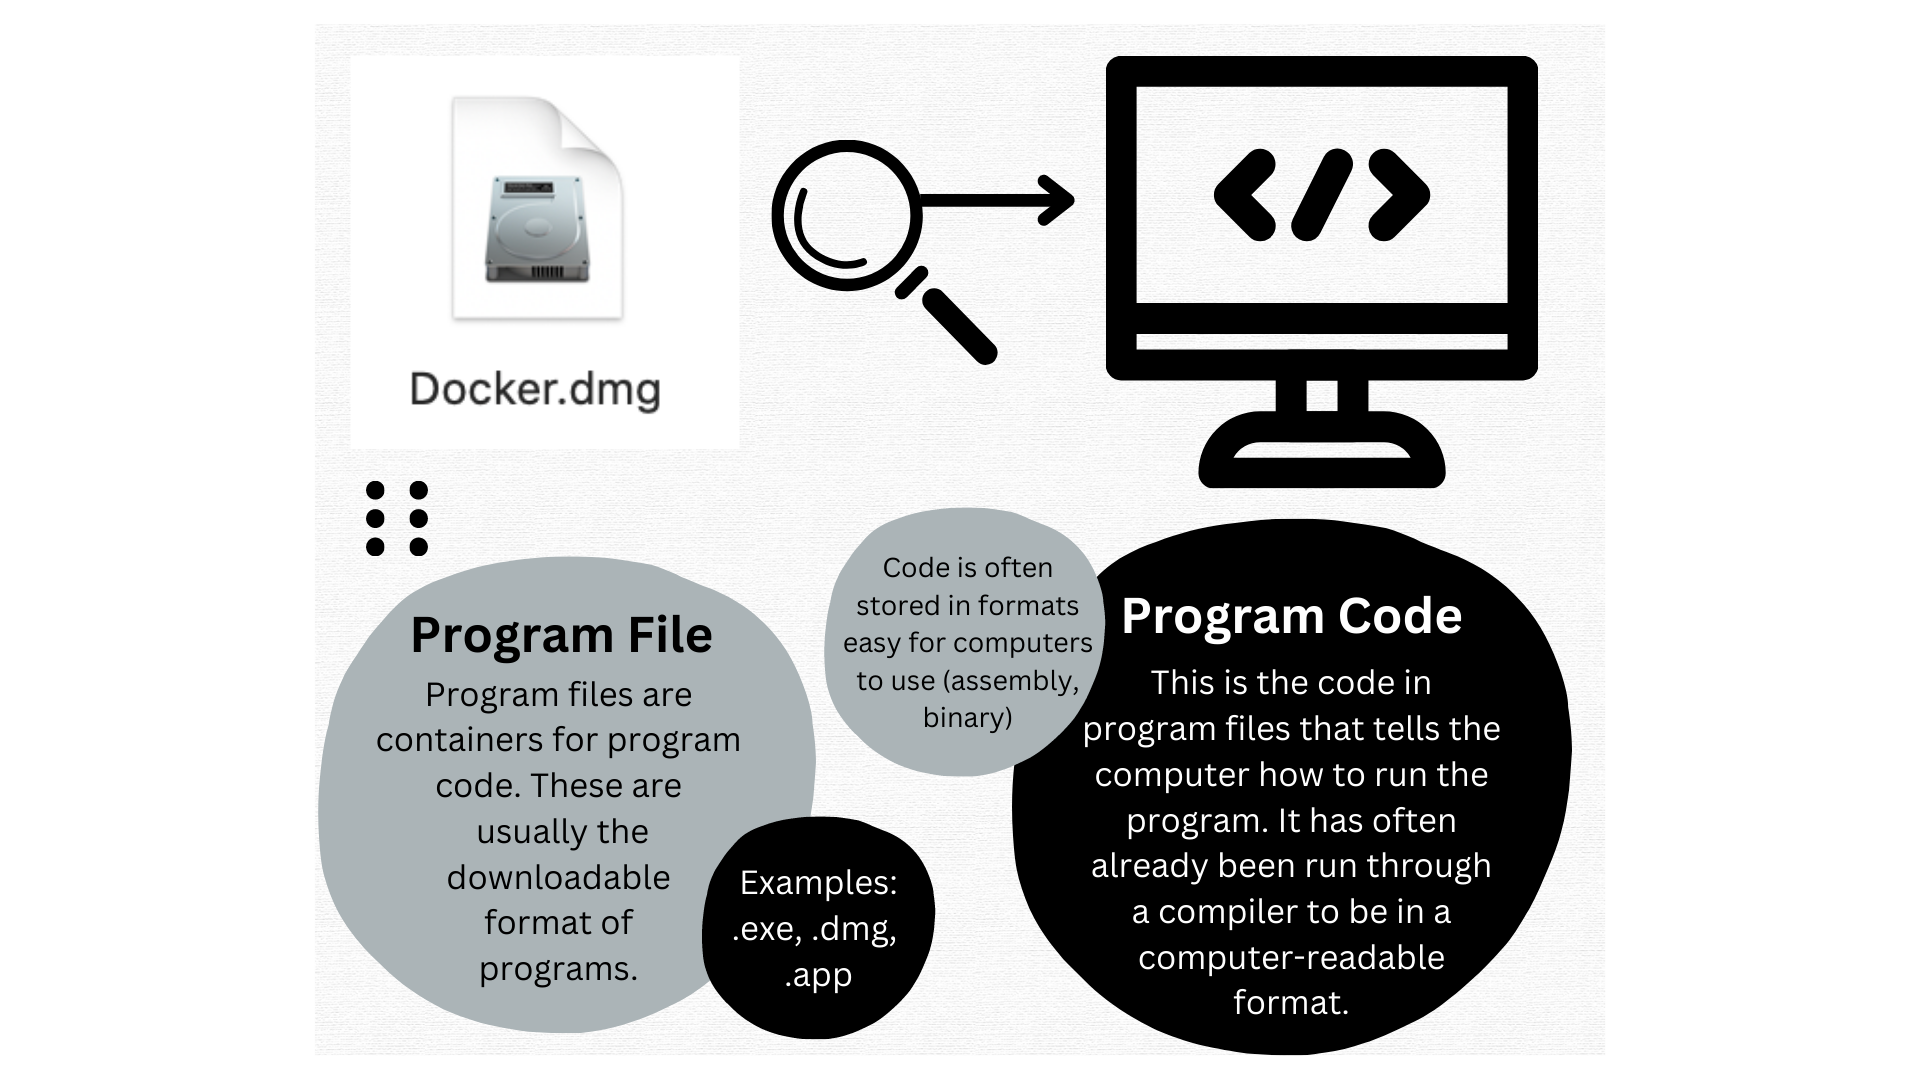 Docker.dmg
</>
Program File
Program files are
containers for program
code. These are
usually the
downloadable
format of
programs.
Examples:
.exe, .dmg,
.app
Code is often
stored in formats
easy for computers
to use (assembly,
binary)
Program Code
This is the code in
program files that tells the
computer how to run the
program. It has often
already been run through
a compiler to be in a
computer-readable
format.